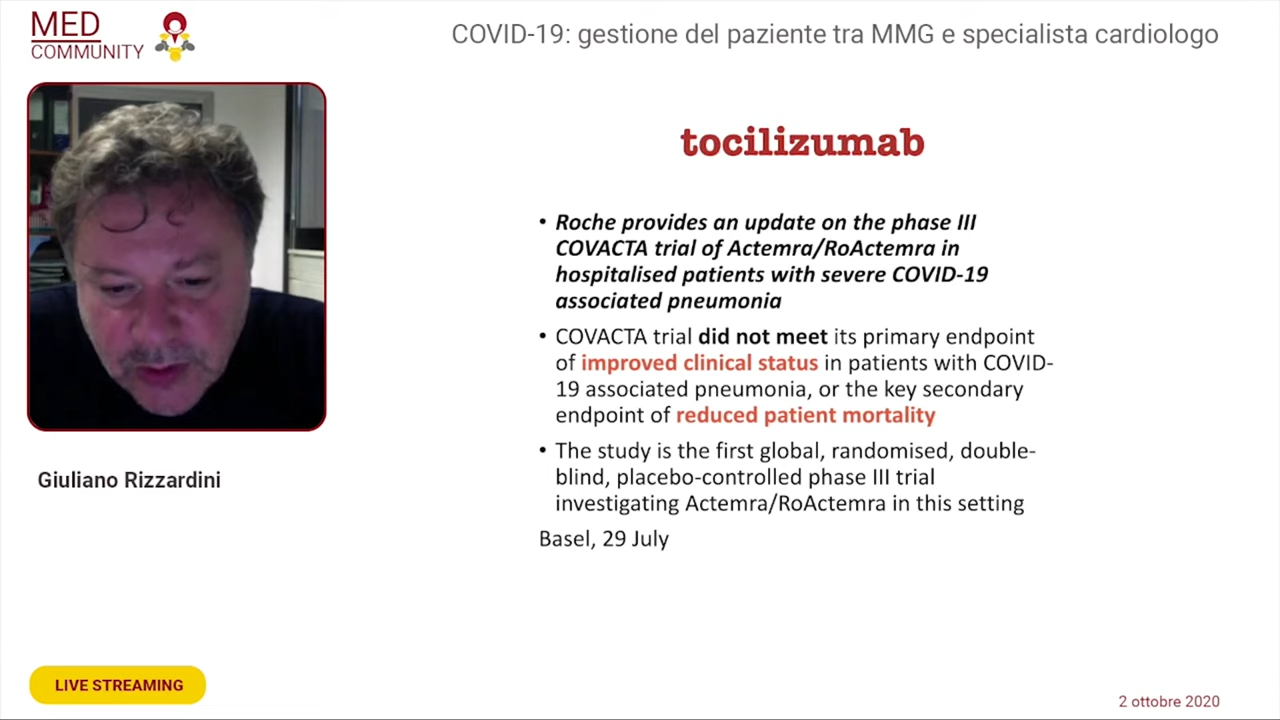 MED
COMMUNITY
COVID-19: gestione del paziente tra MMG e specialista cardiologo
tocilizumab
• Roche provides an update on the phase III
COVACTA trial of Actemra/RoActemra in
hospitalised patients with severe COVID-19
associated pneumonia
• COVACTA trial did not meet its primary endpoint
of improved clinical status in patients with COVID-
19 associated pneumonia, or the key secondary
endpoint of reduced patient mortality
• The study is the first global, randomised, double-
blind, placebo-controlled phase III trial
investigating Actemra/RoActemra in this setting
Basel, 29 July
Giuliano Rizzardini
LIVE STREAMING
2 ottobre 2020